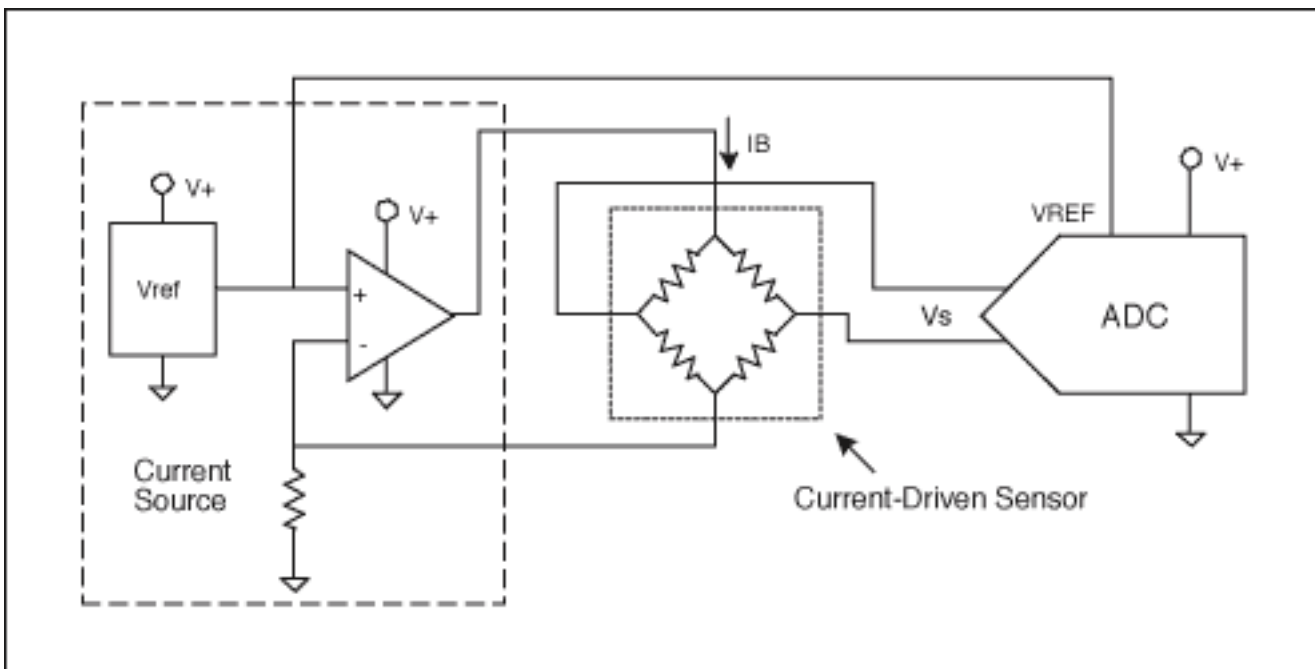 IB
V+
V+
V+
VREF
Vref
+
-
Vs
ADC
Current
Source
Current-Driven Sensor